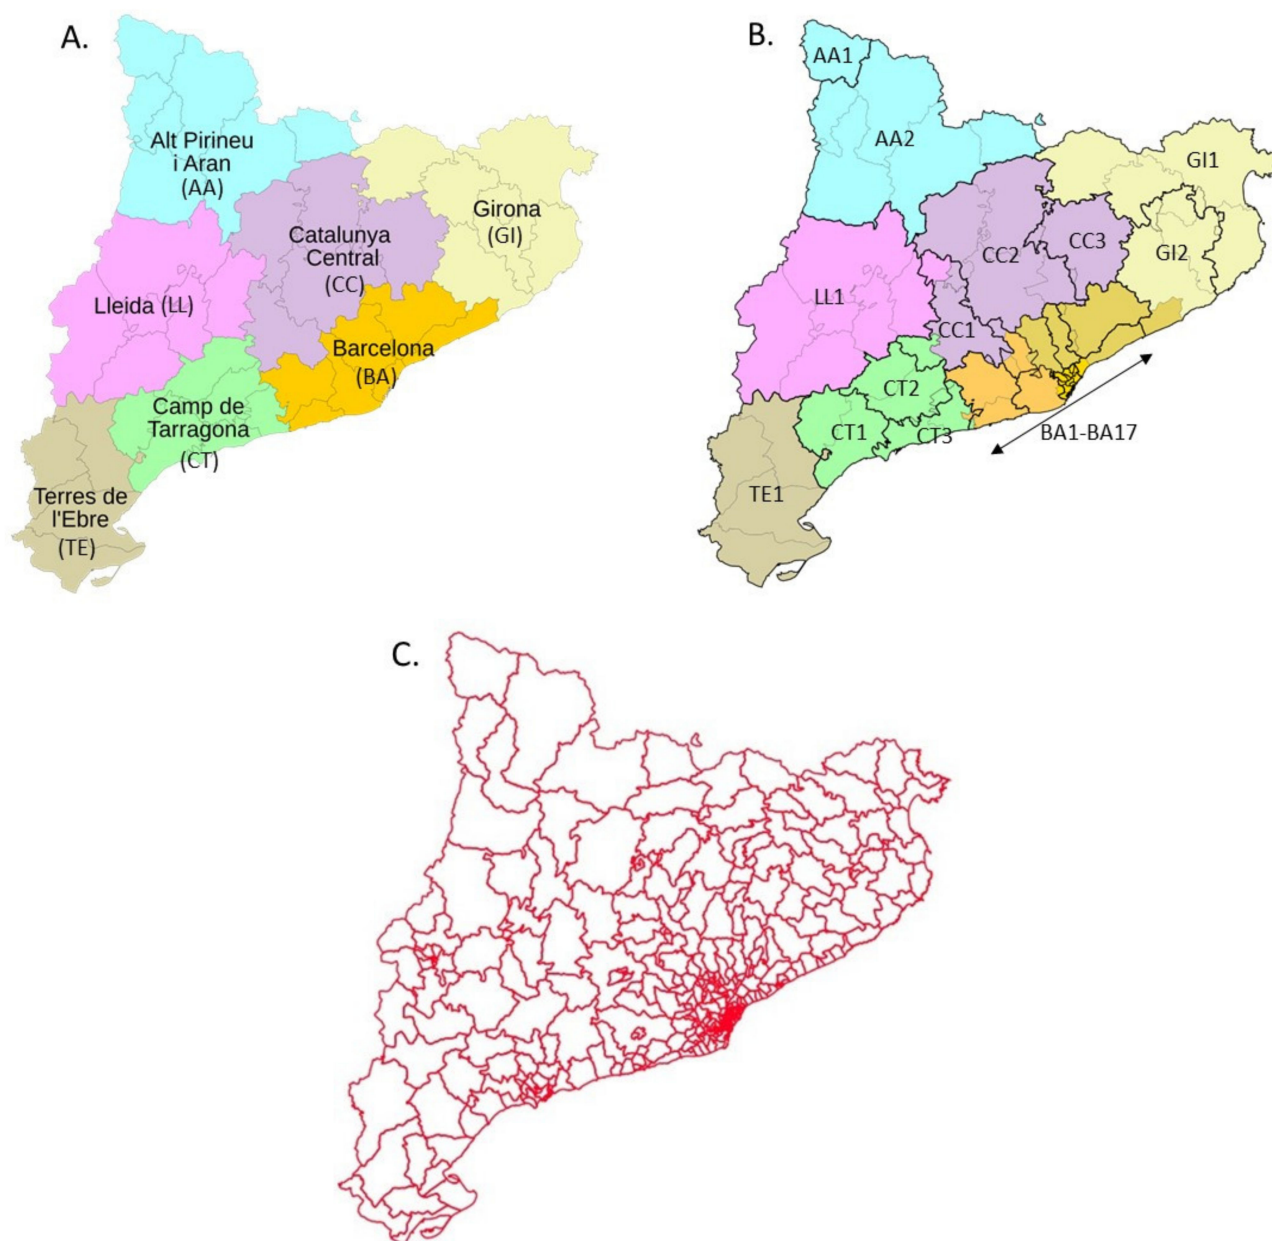 A.
Alt Pirineu
i Aran
(AA)
Girona
(GI)
Catalunya
Central
(CC)
Lleida (LL)
Barcelona
(BA)
Camp de
Tarragona
(CT)
Terres de
l'Ebre
(TE)
B.
AA1
AA2
GI1
CC3
GI2
CC2
LL1
CC1
CT2
CT1
CT3
BA1-BA17
TE1
C.